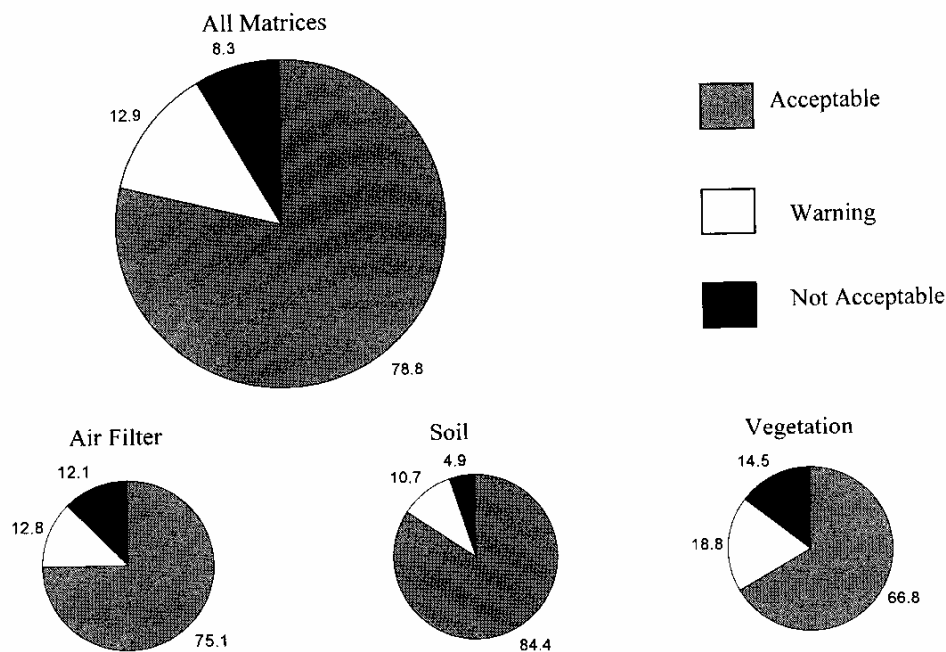 All Matrices
8.3
12.9
78.8
Acceptable
Warning
Not Acceptable
Air Filter
12.1
12.8
75.1
Soil
4.9
10.7
84.4
Vegetation
14.5
18.8
66.8